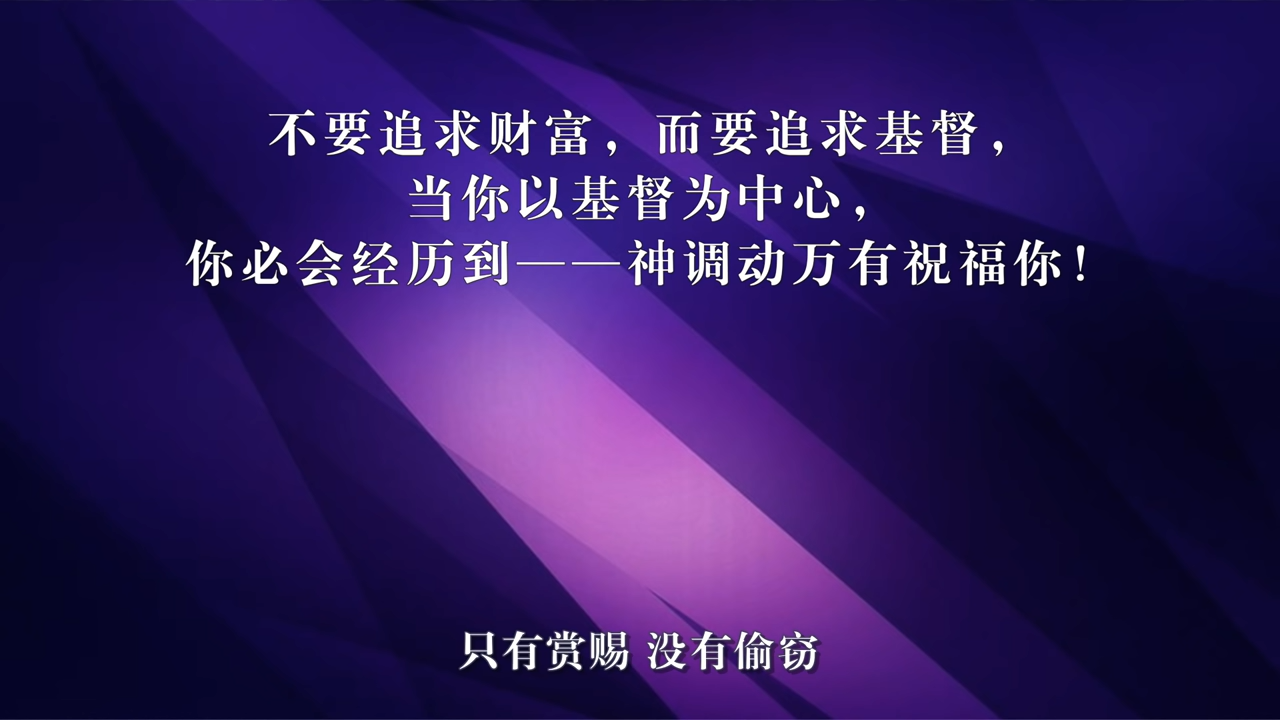 不要追求财富，而要追求基督，
当你以基督为中心，
你必会经历到——神调动万有祝福你！
只有赏赐 没有偷窃